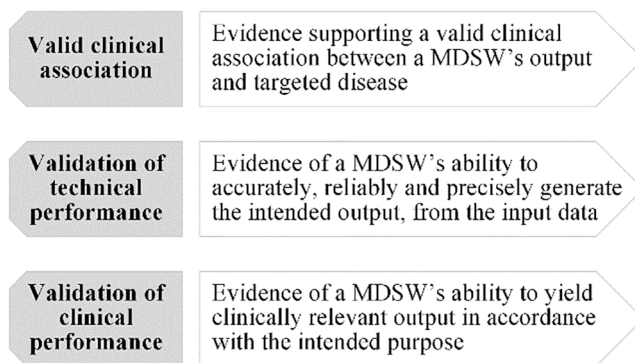 Valid clinical
association
Evidence supporting a valid clinical
association between a MDSW's output
and targeted disease
Validation of
technical
performance
Evidence of a MDSW's ability to
accurately, reliably and precisely generate
the intended output, from the input data
Validation of
clinical
performance
Evidence of a MDSW's ability to yield
clinically relevant output in accordance
with the intended purpose